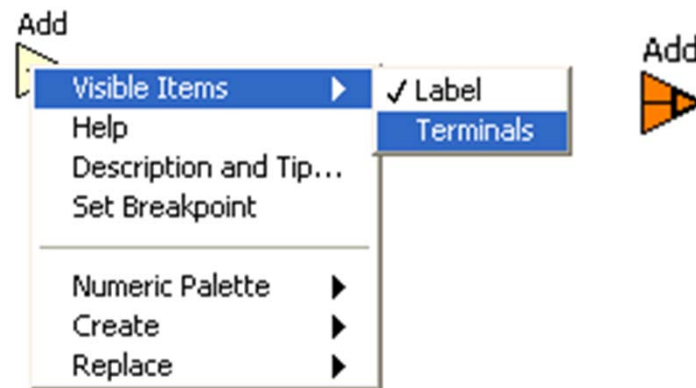 Add
Visible Items
✓ Label
Terminals
Help
Description and Tip...
Set Breakpoint
Numeric Palette
Create
Replace
Add